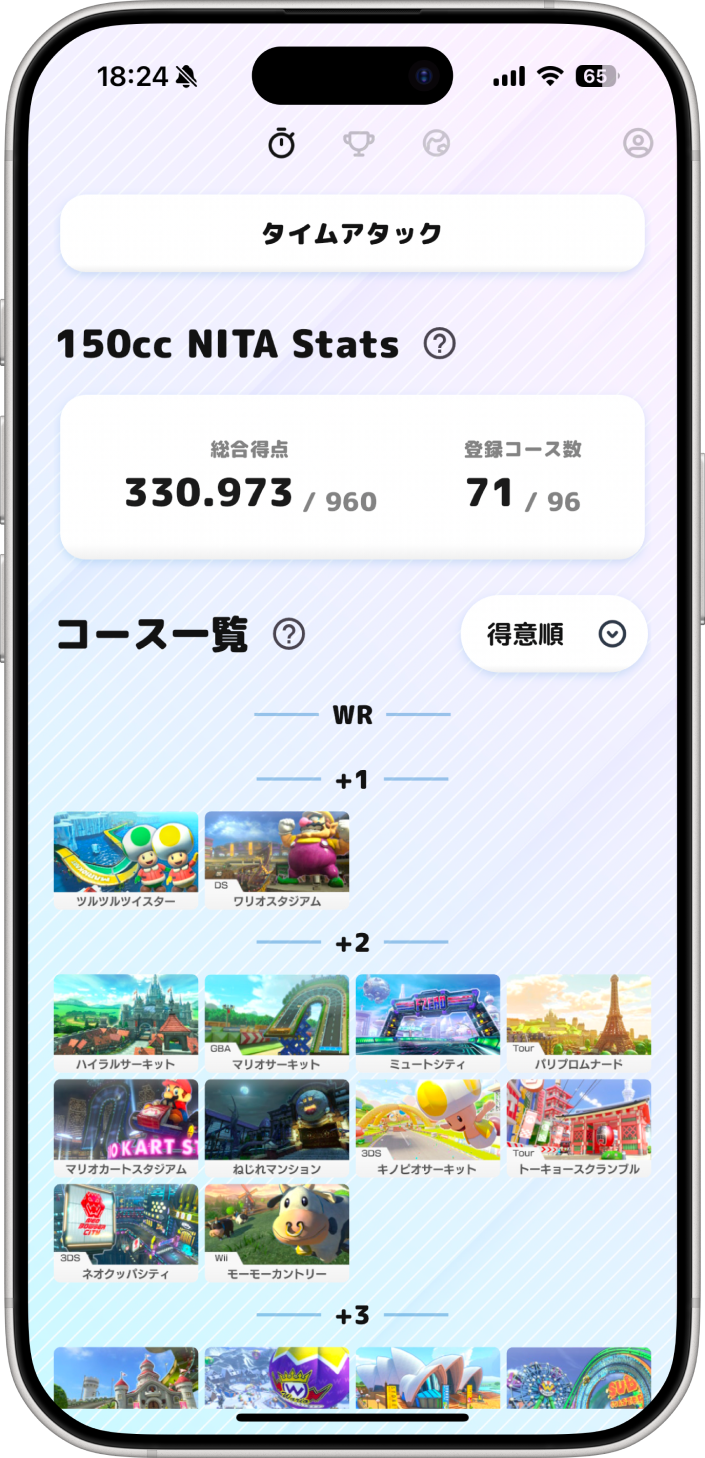 18:24
65
タイムアタック
150cc NITA Stats
総合得点 登録コース数
330.973 / 960 71 / 96
コース一覧
得意順
WR
+1
DS
ツルツルツイスター ワリオスタジアム
+2
F-ZERO
GBA Tour
ハイラルサーキット マリオサーキット ミュートシティ パリプロムナード
O KART ST
3DS Tour
マリオカートスタジアム ねじれマンション キノピオサーキット トーキョースクランブル
NEO BOWSER CITY
3DS Wii
ネオクッパシティ モーモーカントリー
+3
SUB